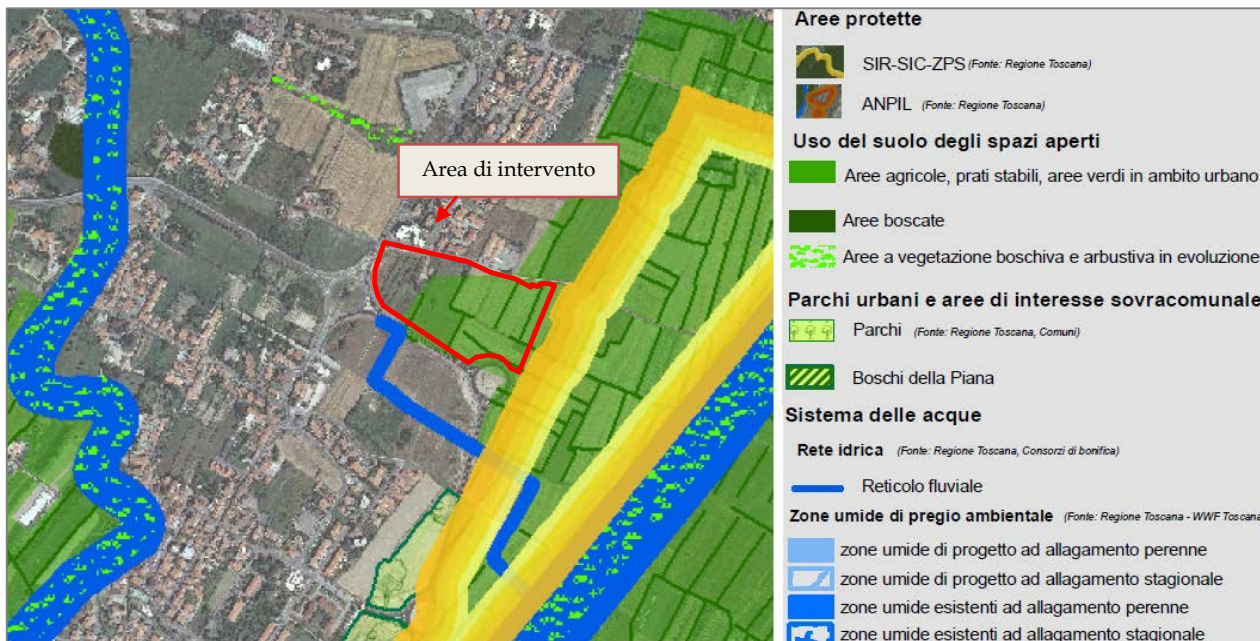 Area di intervento
Aree protette
SIR-SIC-ZPS (Fonte: Regione Toscana)
ANPIL (Fonte: Regione Toscana)
Uso del suolo degli spazi aperti
Aree agricole, prati stabili, aree verdi in ambito urbano
Aree boscate
Aree a vegetazione boschiva e arbustiva in evoluzione
Parchi urbani e aree di interesse sovracomunale
Parchi (Fonte: Regione Toscana, Comuni)
Boschi della Piana
Sistema delle acque
Rete idrica (Fonte: Regione Toscana, Consorzi di bonifica)
Reticolo fluviale
Zone umide di pregio ambientale (Fonte: Regione Toscana - WWF Toscana
zone umide di progetto ad allagamento perenne
zone umide di progetto ad allagamento stagionale
zone umide esistenti ad allagamento perenne
zone umide esistenti ad allagamento stagionale